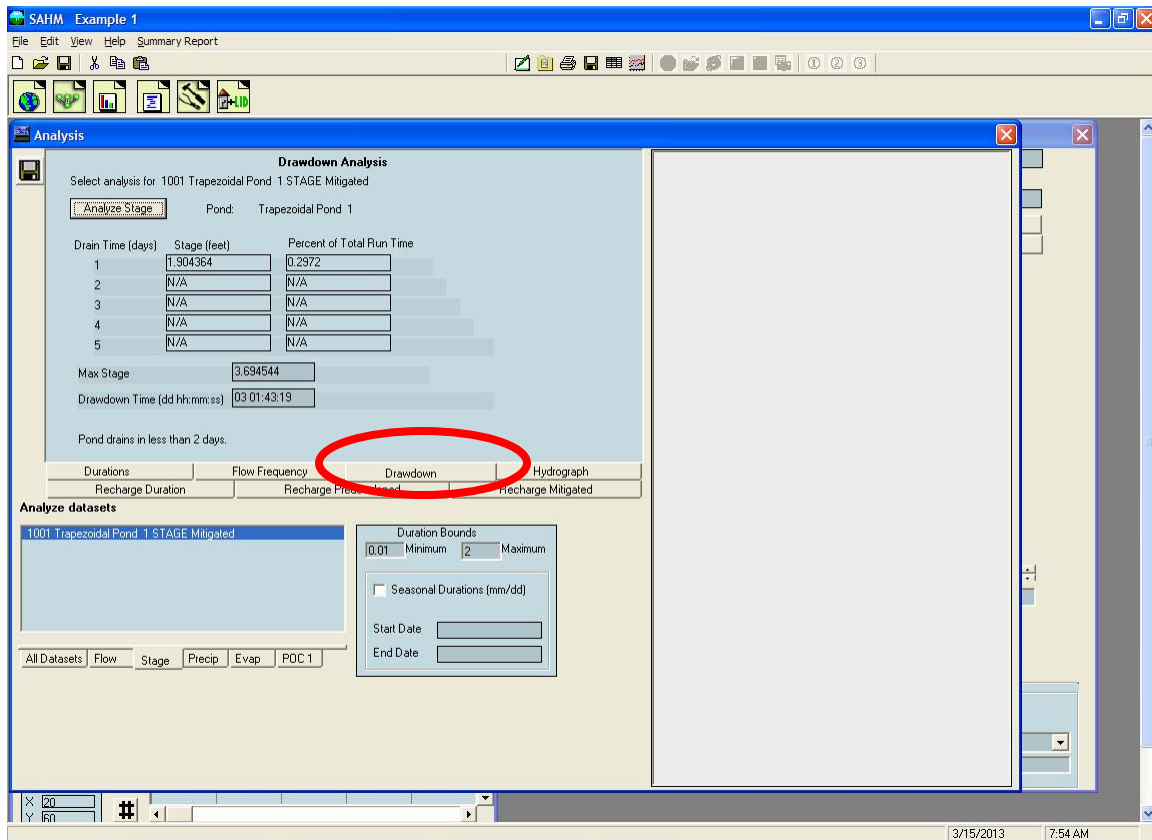 SAHM Example 1
File Edit View Help Summary Report
+LID
Analysis
Drawdown Analysis
Select analysis for 1001 Trapezoidal Pond 1 STAGE Mitigated
Analyze Stage Pond: Trapezoidal Pond 1
Drain Time (days) Stage (feet) Percent of Total Run Time
1 1.904364 0.2972
2 N/A N/A
3 N/A N/A
4 N/A N/A
5 N/A N/A
Max Stage 3.694544
Drawdown Time (dd hh:mm:ss) 03 01:43:19
Pond drains in less than 2 days.
Durations Flow Frequency Drawdown Hydrograph
Recharge Duration Recharge Recharge Mitigated
Analyze datasets
1001 Trapezoidal Pond 1 STAGE Mitigated
Duration Bounds
0.01 Minimum 2 Maximum
Seasonal Durations (mm/dd)
Start Date
End Date
All Datasets Flow Stage Precip Evap POC 1
X 20
Y 60
#
3/15/2013 7:54 AM